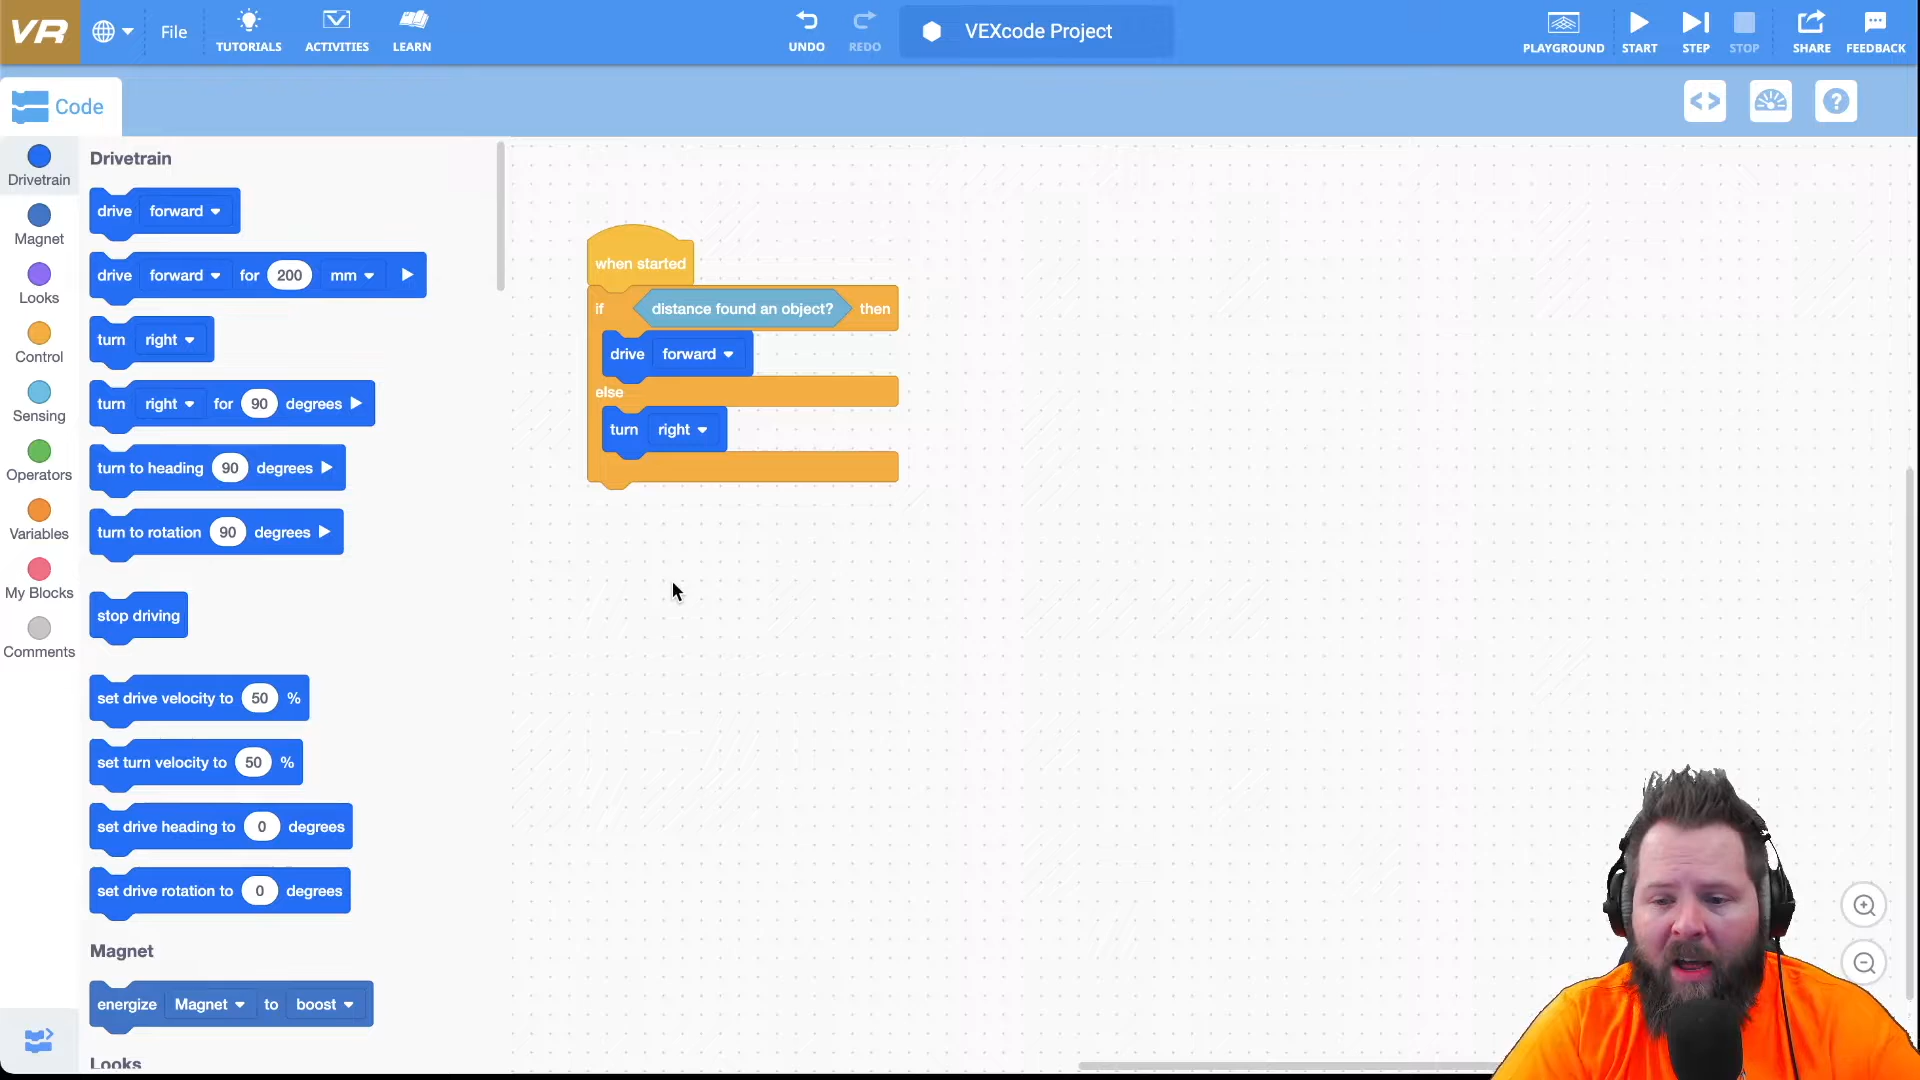 VR
File
TUTORIALS
ACTIVITIES
LEARN
UNDO
REDO
VEXcode Project
PLAYGROUND
START
STEP
STOP
SHARE
FEEDBACK
Code
Drivetrain
Magnet
Looks
Control
Sensing
Operators
Variables
My Blocks
Comments
Drivetrain
drive forward
drive forward for 200 mm
turn right
turn right for 90 degrees
turn to heading 90 degrees
turn to rotation 90 degrees
stop driving
set drive velocity to 50 %
set turn velocity to 50 %
set drive heading to 0 degrees
set drive rotation to 0 degrees
Magnet
energize Magnet to boost
Looks
when started
if distance found an object? then
drive forward
else
turn right